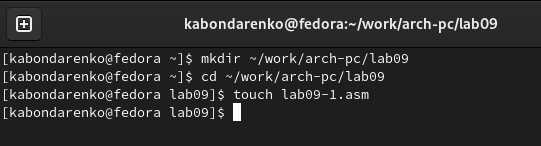 kabondarenko@fedora:~/work/arch-pc/lab09
[kabondarenko@fedora ~]$ mkdir ~/work/arch-pc/lab09
[kabondarenko@fedora ~]$ cd ~/work/arch-pc/lab09
[kabondarenko@fedora lab09]$ touch lab09-1.asm
[kabondarenko@fedora lab09]$